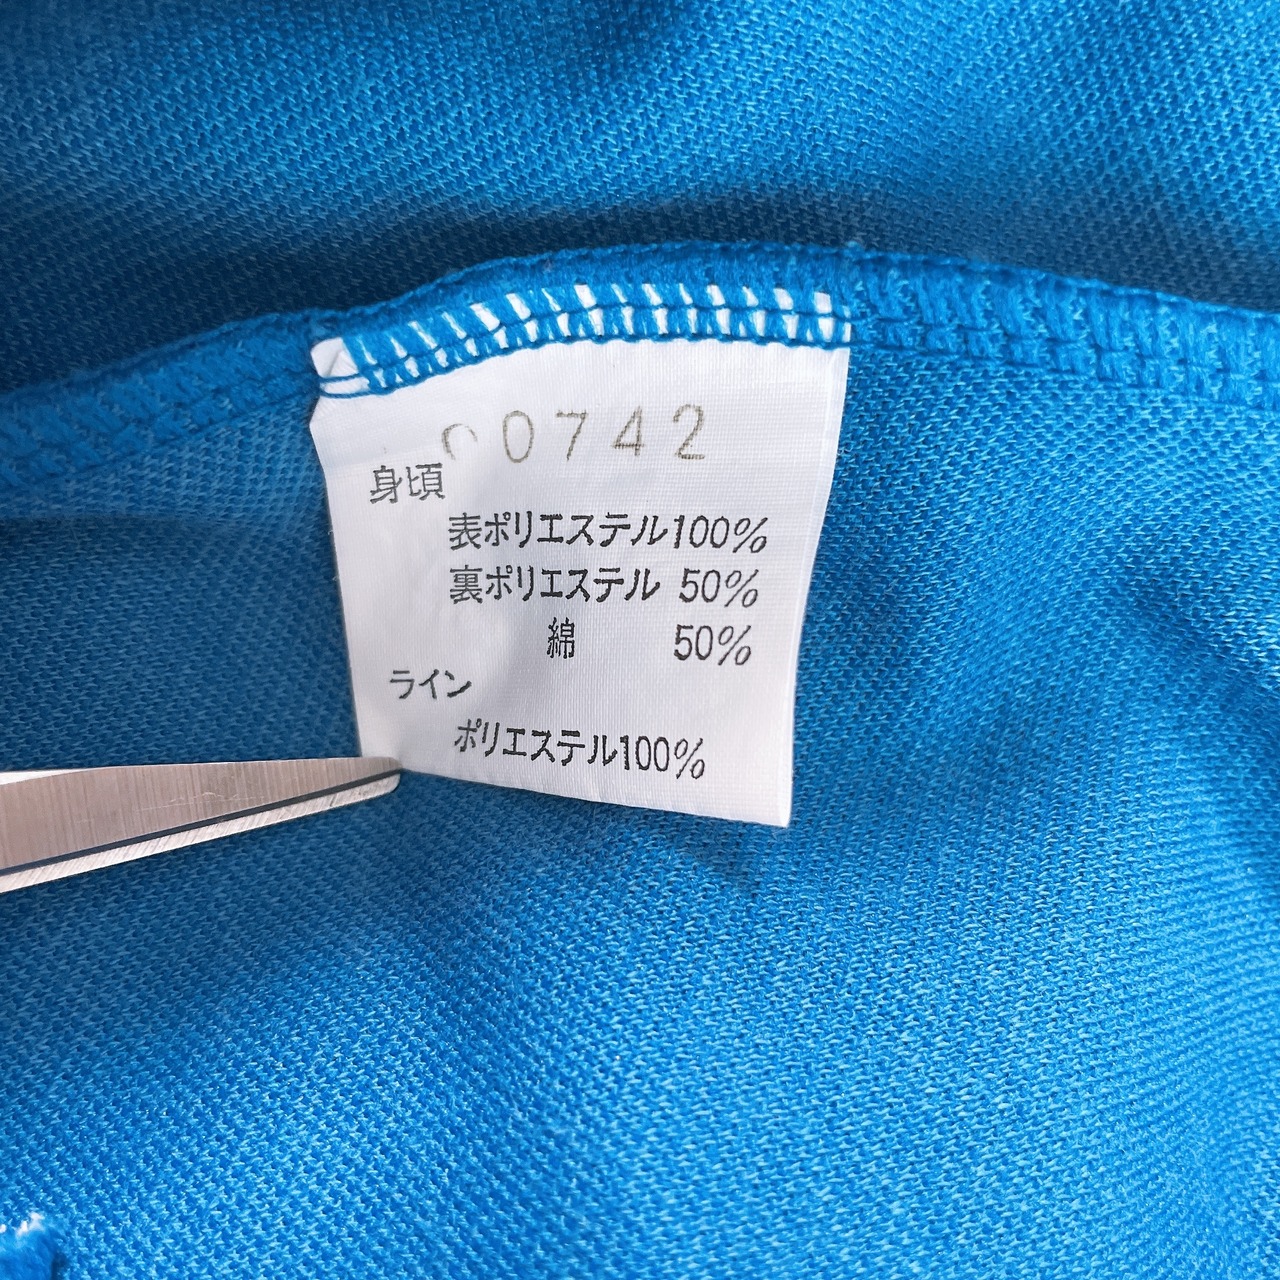 00742
身頃
表ポリエステル100%
裏ポリエステル 50%
綿 50%
ライン
ポリエステル100%